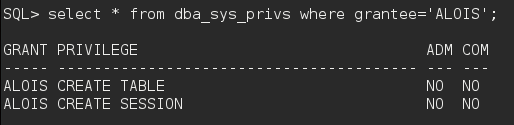 SQL> select * from dba_sys_privs where grantee='ALOIS';
GRANT PRIVILEGE ADM COM
----- ---------------------------------------- --- ---
ALOIS CREATE TABLE NO NO
ALOIS CREATE SESSION NO NO